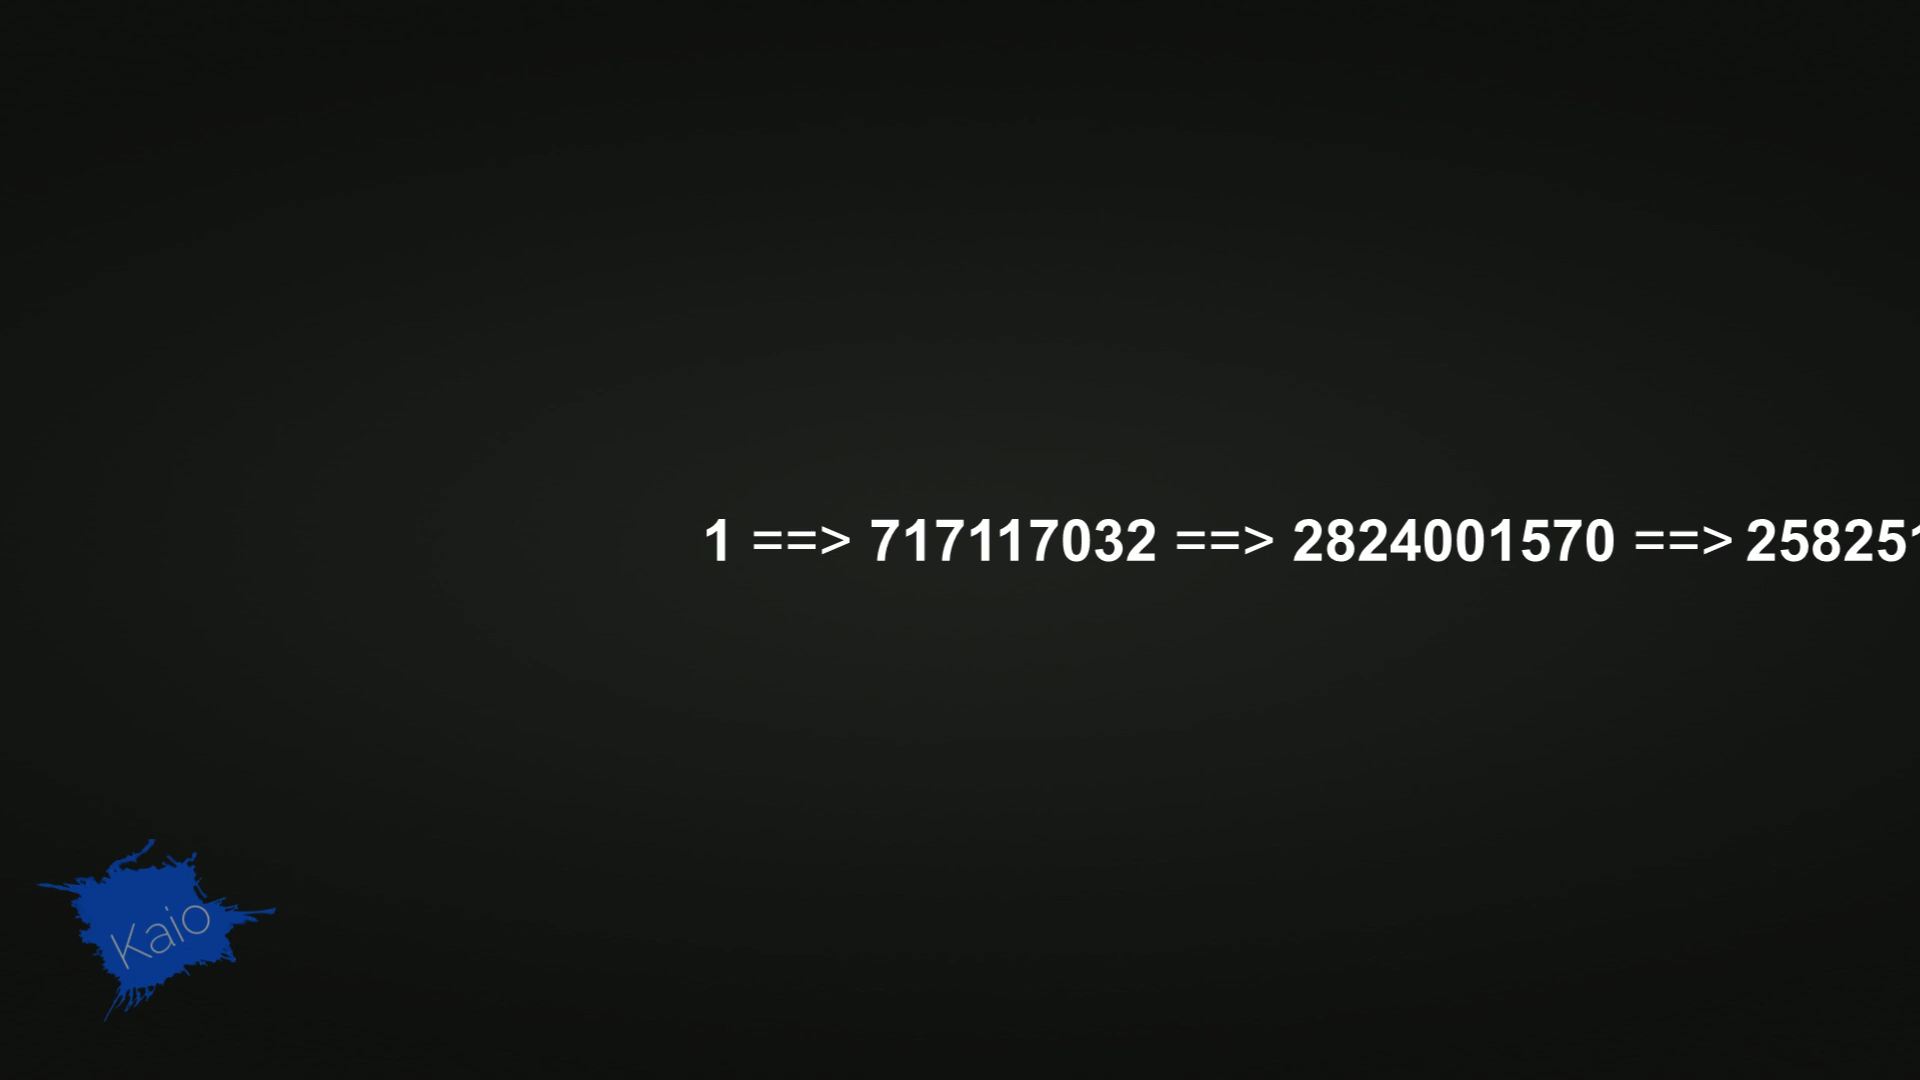 1 ==> 717117032 ==> 2824001570 ==> 258251
Kaio